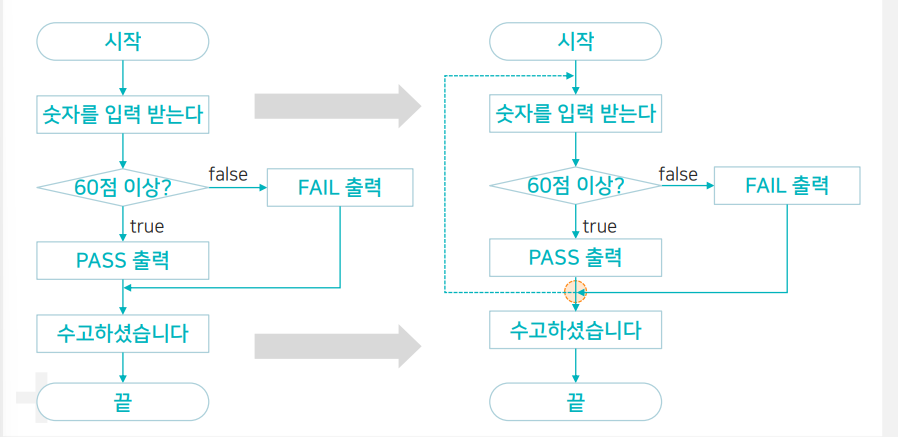 시작
숫자를 입력 받는다
60점 이상?
false
FAIL 출력
true
PASS 출력
수고하셨습니다
끝
시작
숫자를 입력 받는다
60점 이상?
false
FAIL 출력
true
PASS 출력
수고하셨습니다
끝